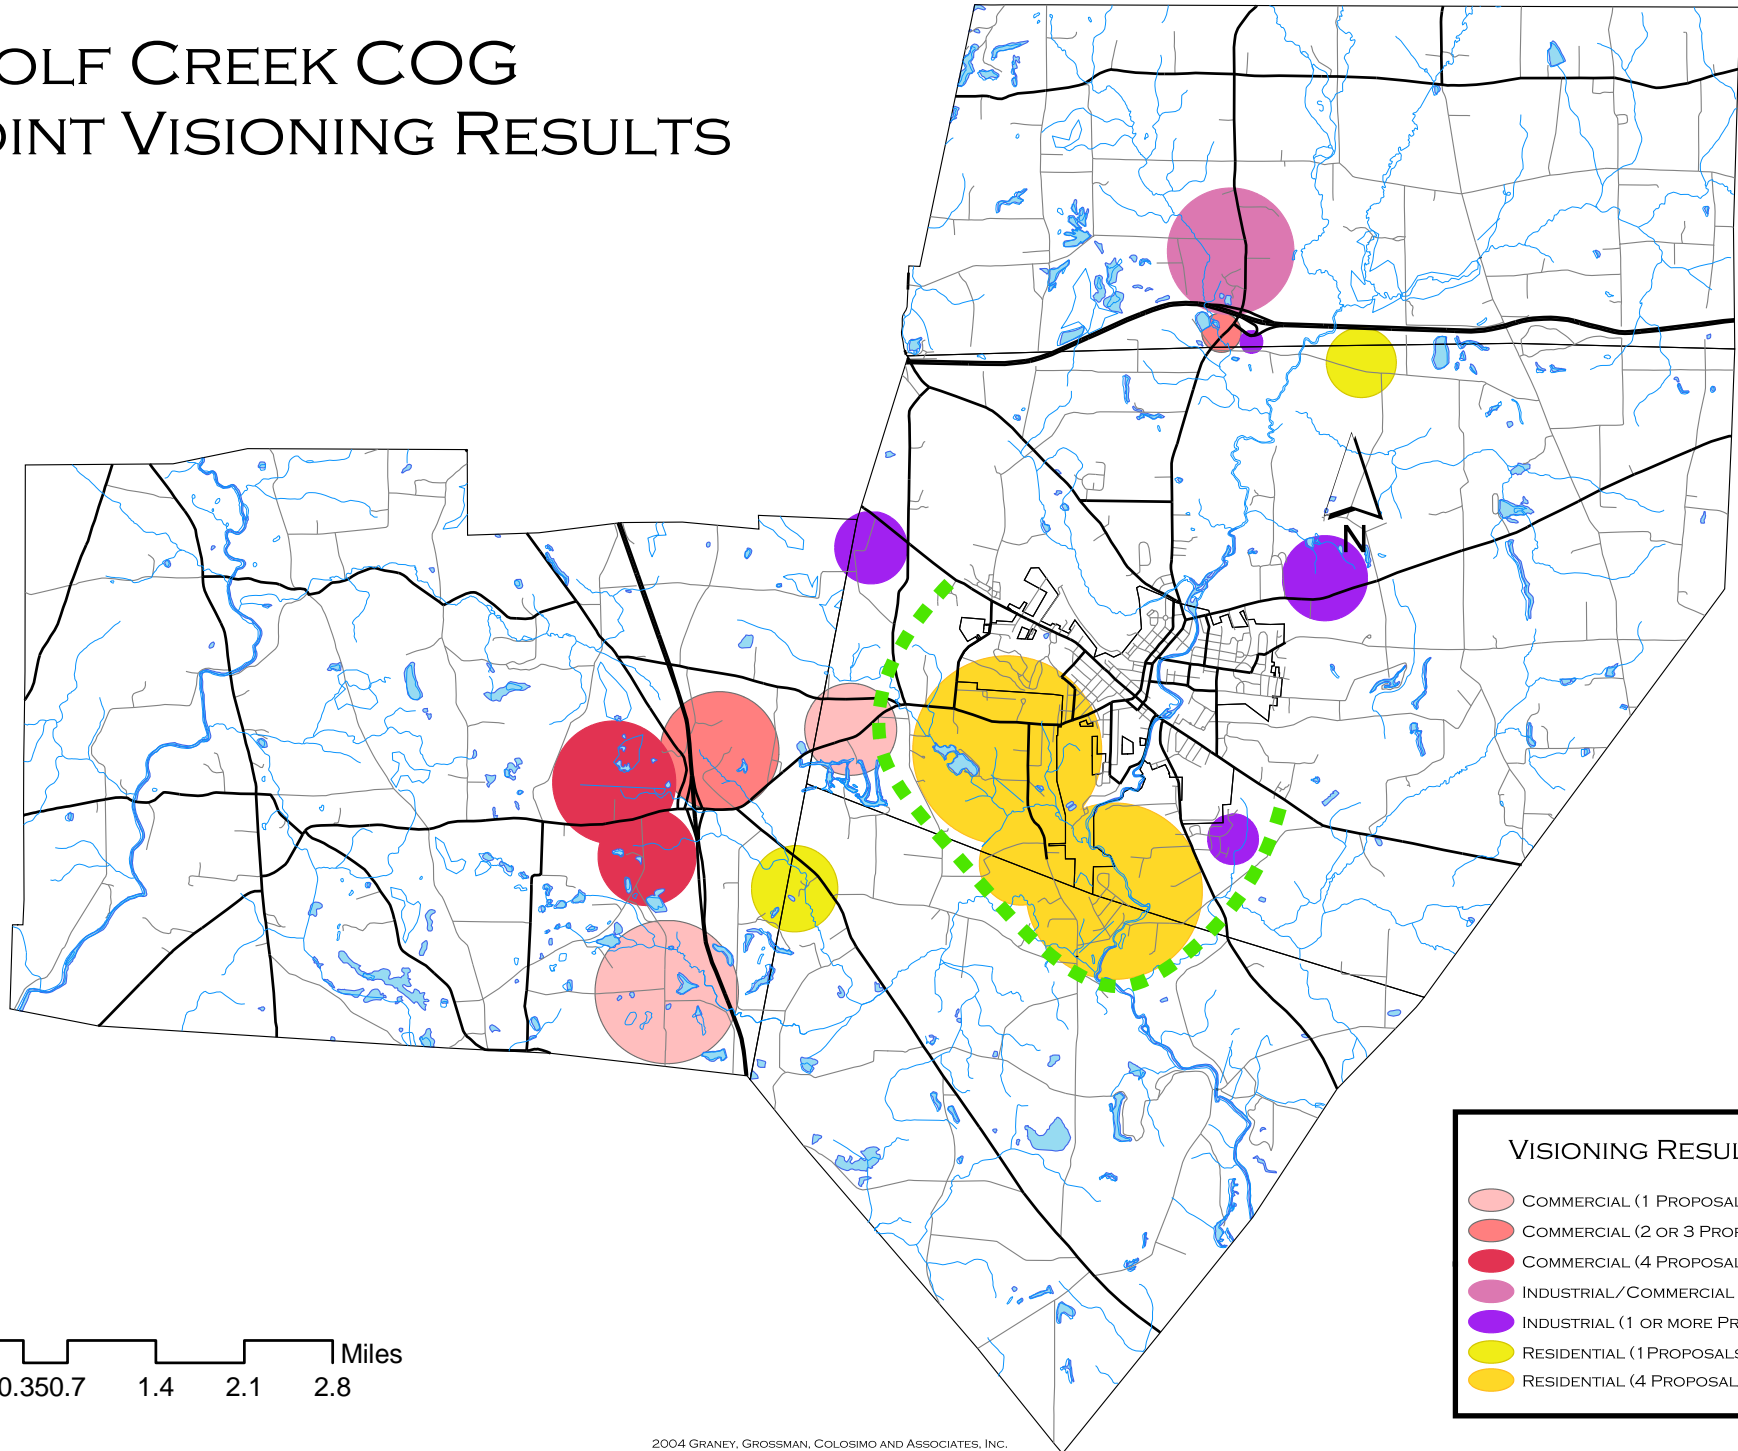 OLF CREEK COG
OINT VISIONING RESULTS
N
VISIONING RESUL
COMMERCIAL (1 PROPOSAL
COMMERCIAL (2 OR 3 PROP
COMMERCIAL (4 PROPOSAL
INDUSTRIAL/COMMERCIAL
INDUSTRIAL (1 OR MORE PR
RESIDENTIAL (1PROPOSALS
RESIDENTIAL (4 PROPOSAL
Miles
0.350.7 1.4 2.1 2.8
2004 GRANEY, GROSSMAN, COLOSIMO AND ASSOCIATES, INC.